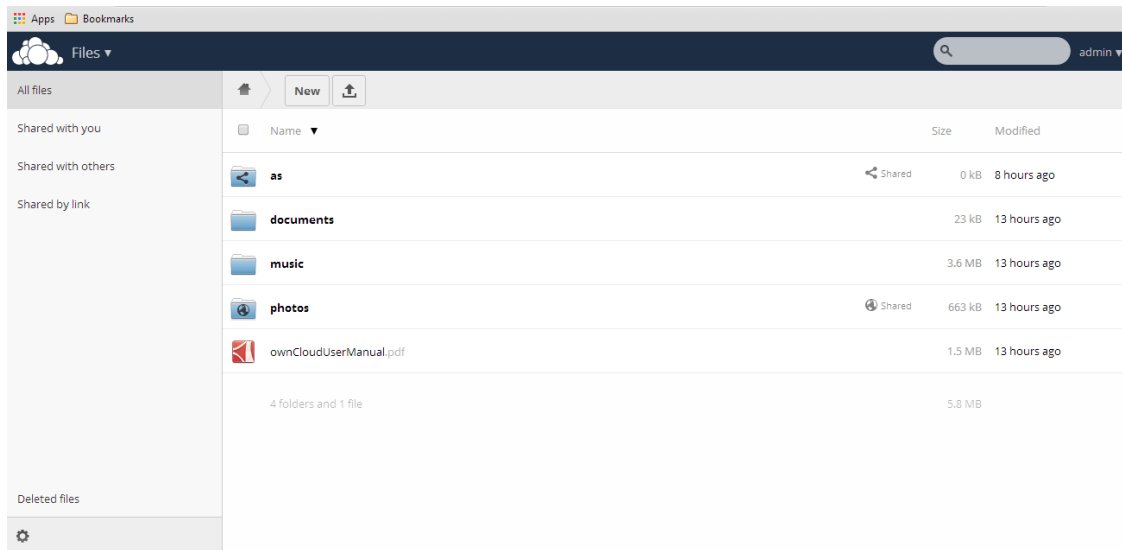 Apps Bookmarks
Files ▾ admin ▾
All files
Shared with you
Shared with others
Shared by link
Deleted files
New
Name ▼ Size Modified
as Shared 0 kB 8 hours ago
documents 23 kB 13 hours ago
music 3.6 MB 13 hours ago
photos Shared 663 kB 13 hours ago
ownCloudUserManual.pdf 1.5 MB 13 hours ago
4 folders and 1 file 5.8 MB